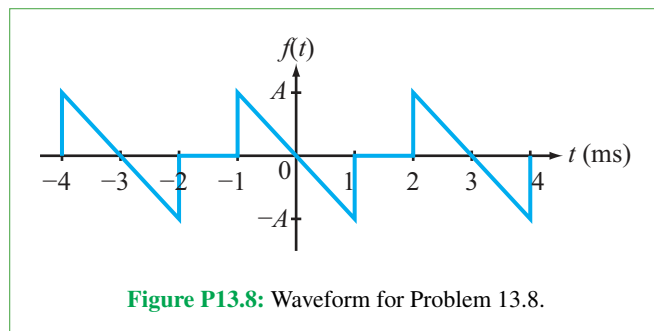 f(t)
A
t (ms)
−4 −3 −2 −1 0 1 2 3 4
−A
Figure P13.8: Waveform for Problem 13.8.